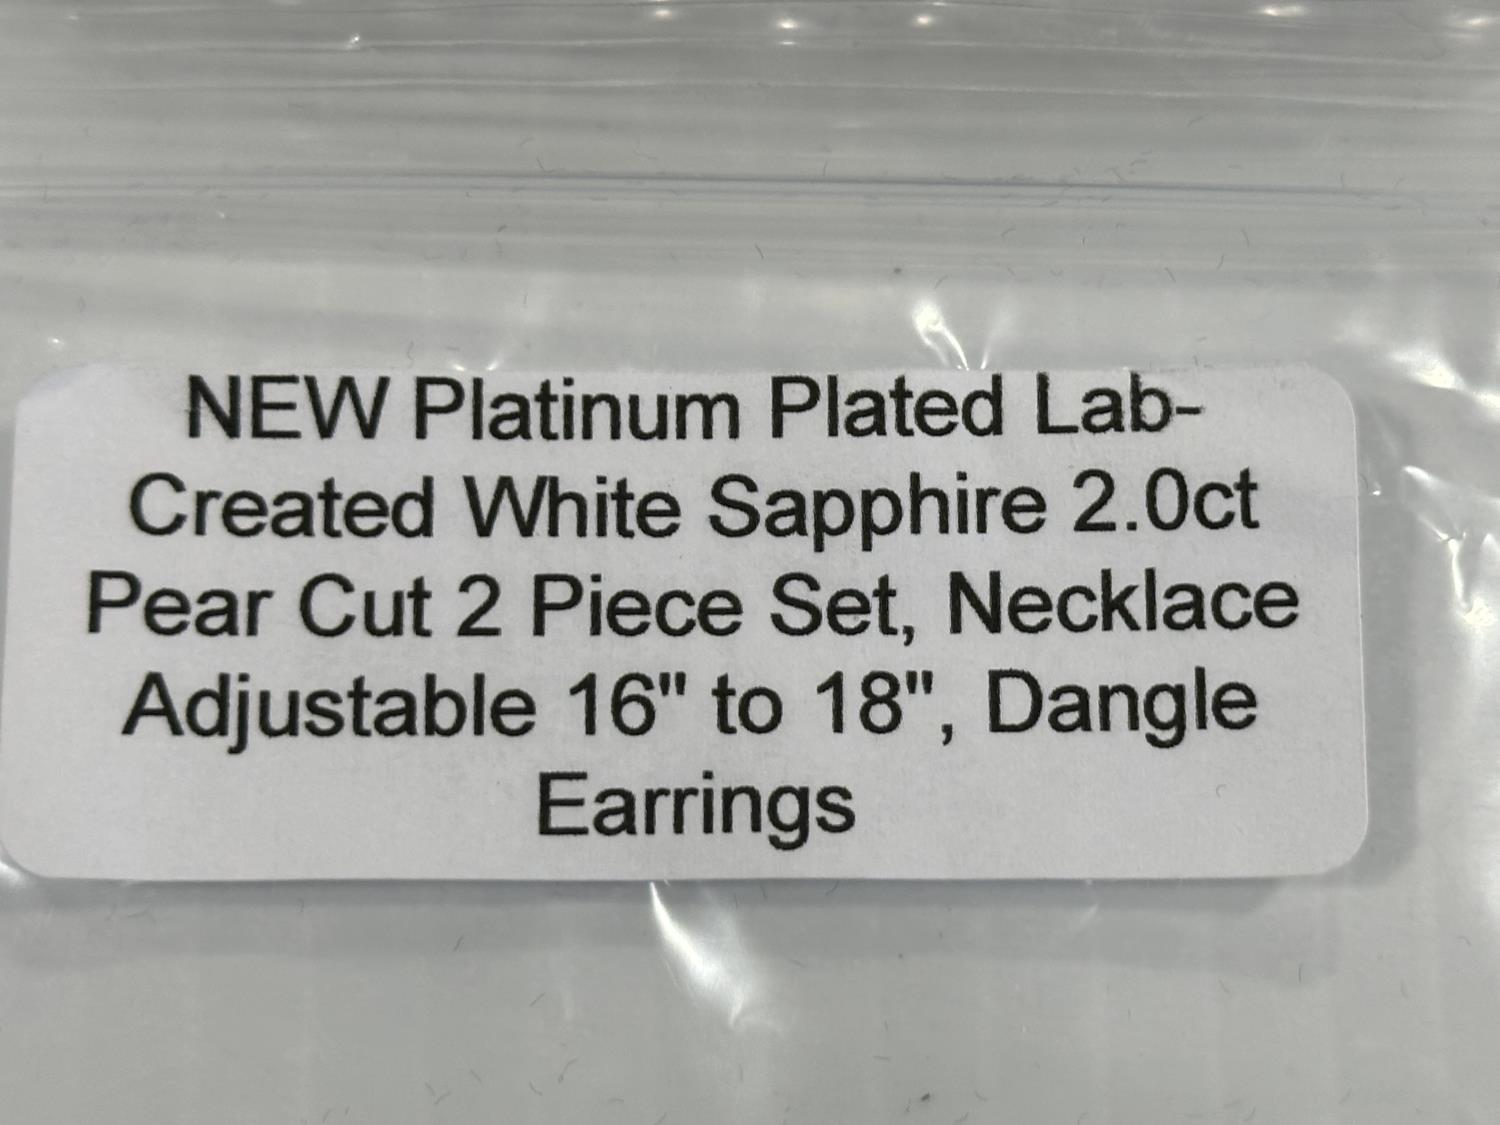 NEW Platinum Plated Lab-
Created White Sapphire 2.0ct
Pear Cut 2 Piece Set, Necklace
Adjustable 16" to 18", Dangle
Earrings